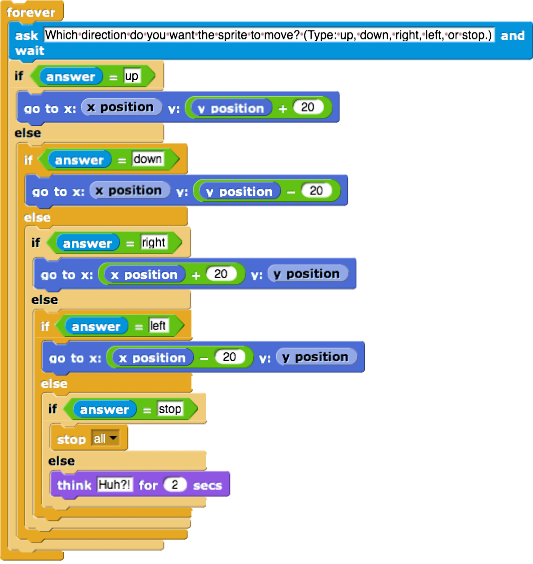 forever
ask Which direction do you want the sprite to move? (Type: up, down, right, left, or stop.) and
wait
if answer = up
go to x: x position y: y position + 20
else
if answer = down
go to x: x position y: y position - 20
else
if answer = right
go to x: x position + 20 y: y position
else
if answer = left
go to x: x position - 20 y: y position
else
if answer = stop
stop all
else
think Huh?! for 2 secs